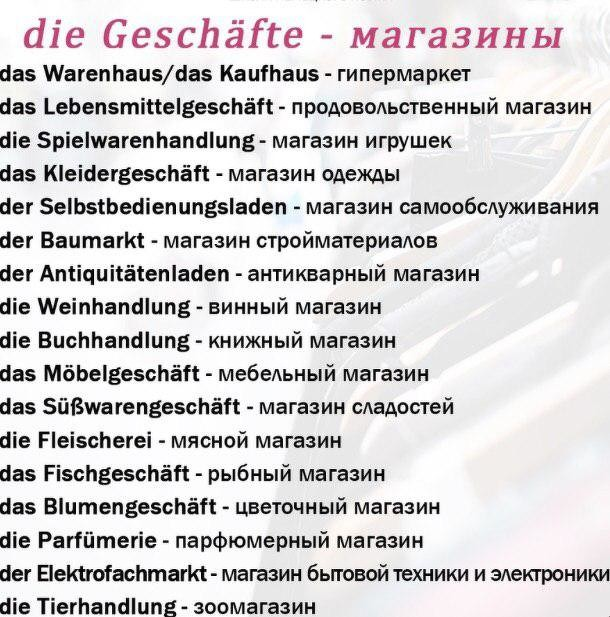 die Geschäfte - магазины
das Warenhaus/das Kaufhaus - гипермаркет
das Lebensmittelgeschäft - продовольственный магазин
die Spielwarenhandlung - магазин игрушек
das Kleidergeschäft - магазин одежды
der Selbstbedienungsladen - магазин самообслуживания
der Baumarkt - магазин стройматериалов
der Antiquitätenladen - антикварный магазин
die Weinhandlung - винный магазин
die Buchhandlung - книжный магазин
das Möbelgeschäft - мебельный магазин
das Süßwarengeschäft - магазин сладостей
die Fleischerei - мясной магазин
das Fischgeschäft - рыбный магазин
das Blumengeschäft - цветочный магазин
die Parfümerie - парфюмерный магазин
der Elektrofachmarkt - магазин бытовой техники и электроники
die Tierhandlung - зоомагазин